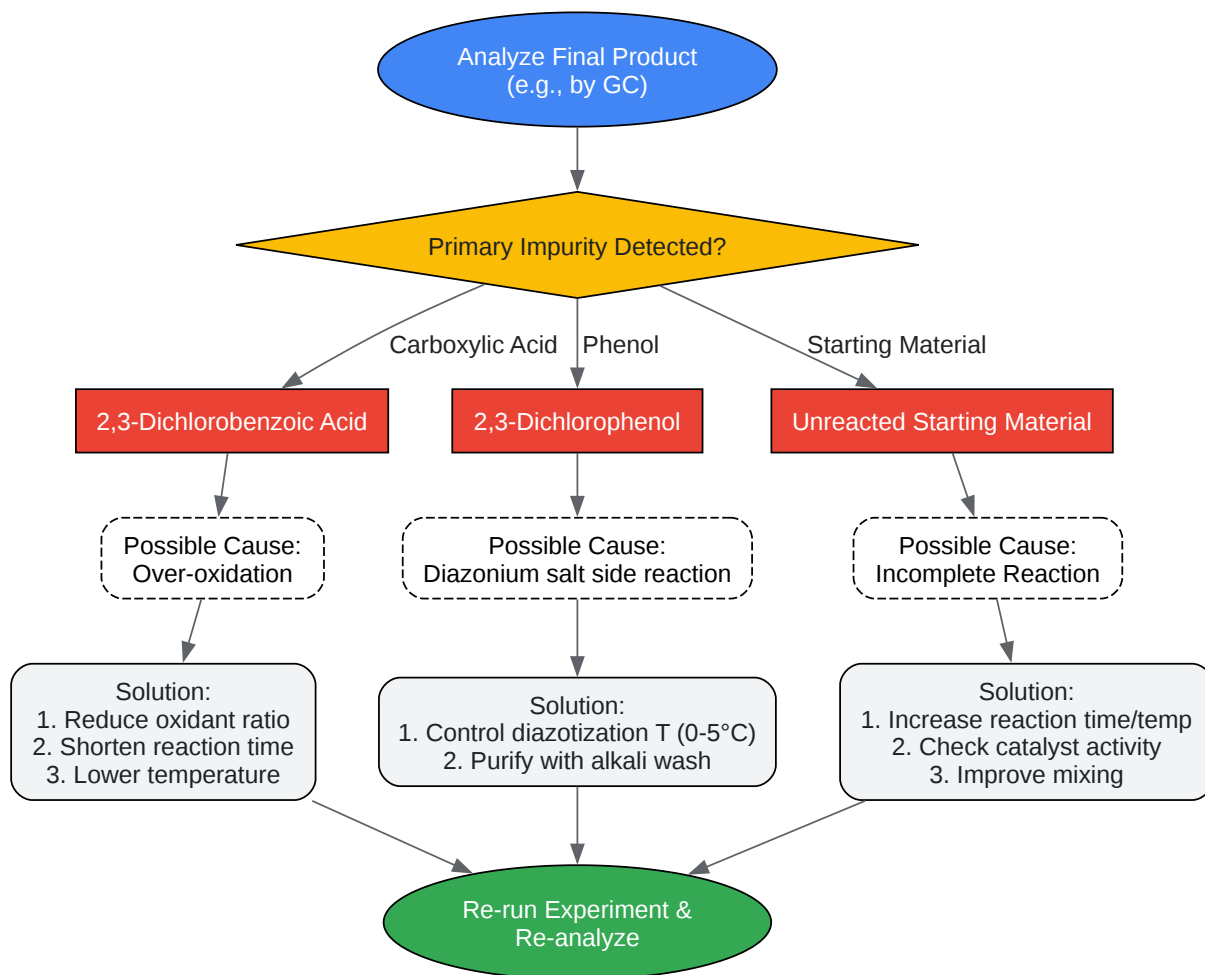 Analyze Final Product
(e.g., by GC)
Primary Impurity Detected?
Carboxylic Acid
Phenol
Starting Material
2,3-Dichlorobenzoic Acid
2,3-Dichlorophenol
Unreacted Starting Material
Possible Cause:
Over-oxidation
Possible Cause:
Diazonium salt side reaction
Possible Cause:
Incomplete Reaction
Solution:
1. Reduce oxidant ratio
2. Shorten reaction time
3. Lower temperature
Solution:
1. Control diazotization T (0-5°C)
2. Purify with alkali wash
Solution:
1. Increase reaction time/temp
2. Check catalyst activity
3. Improve mixing
Re-run Experiment &
Re-analyze